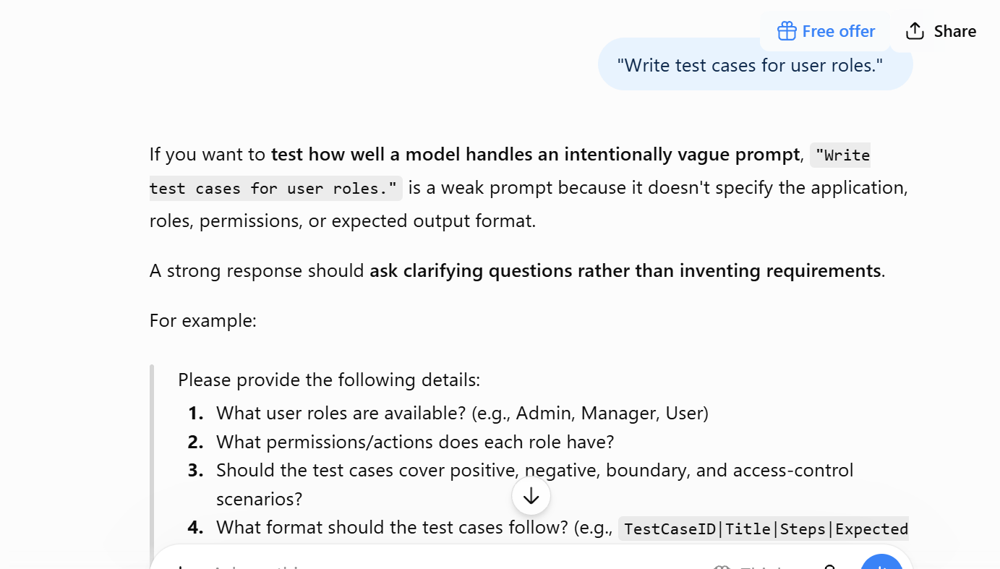 Free offer
Share
"Write test cases for user roles."
If you want to test how well a model handles an intentionally vague prompt, "Write
test cases for user roles." is a weak prompt because it doesn't specify the application,
roles, permissions, or expected output format.
A strong response should ask clarifying questions rather than inventing requirements.
For example:
Please provide the following details:
1. What user roles are available? (e.g., Admin, Manager, User)
2. What permissions/actions does each role have?
3. Should the test cases cover positive, negative, boundary, and access-control
scenarios?
4. What format should the test cases follow? (e.g., TestCaseID|Title|Steps|Expected